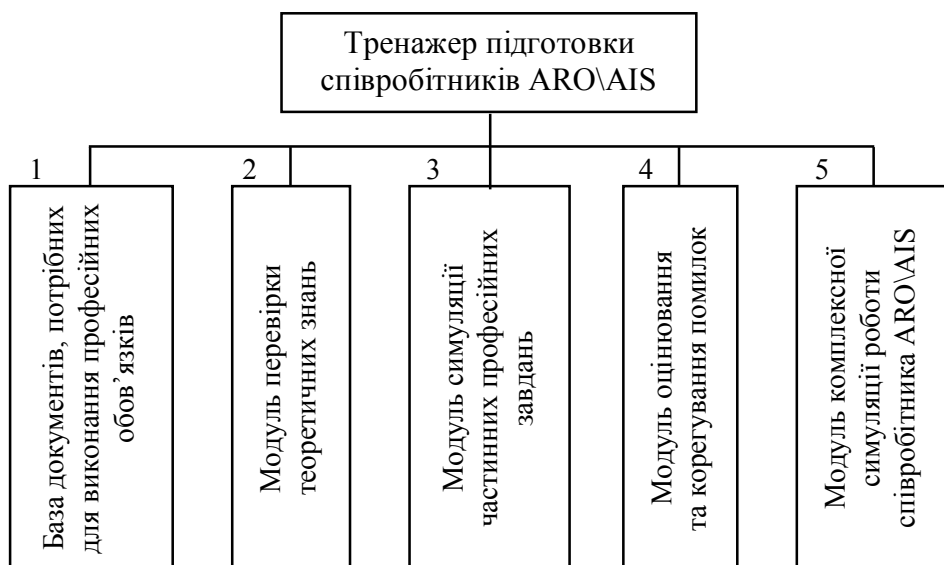 Тренажер підготовки
співробітників ARO\AIS
1
База документів, потрібних
для виконання професійних
обов’язків
2
Модуль перевірки
теоретичних знань
3
Модуль симуляції
частинних професійних
завдань
4
Модуль оцінювання
та корегування помилок
5
Модуль комплексної
симуляції роботи
співробітника ARO\AIS